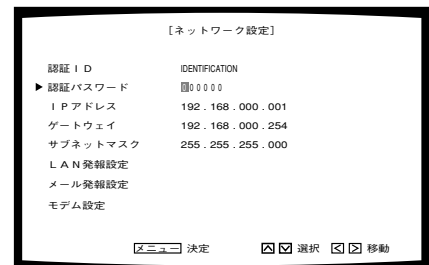 [ネットワーク設定]
認証ＩＤ IDENTIFICATION
▶認証パスワード 000000
ＩＰアドレス 192．168．000．001
ゲートウェイ 192．168．000．254
サブネットマスク 255．255．255．000
ＬＡＮ発報設定
メール発報設定
モデム設定
メニュー 決定 ∧ ∨ 選択 < > 移動